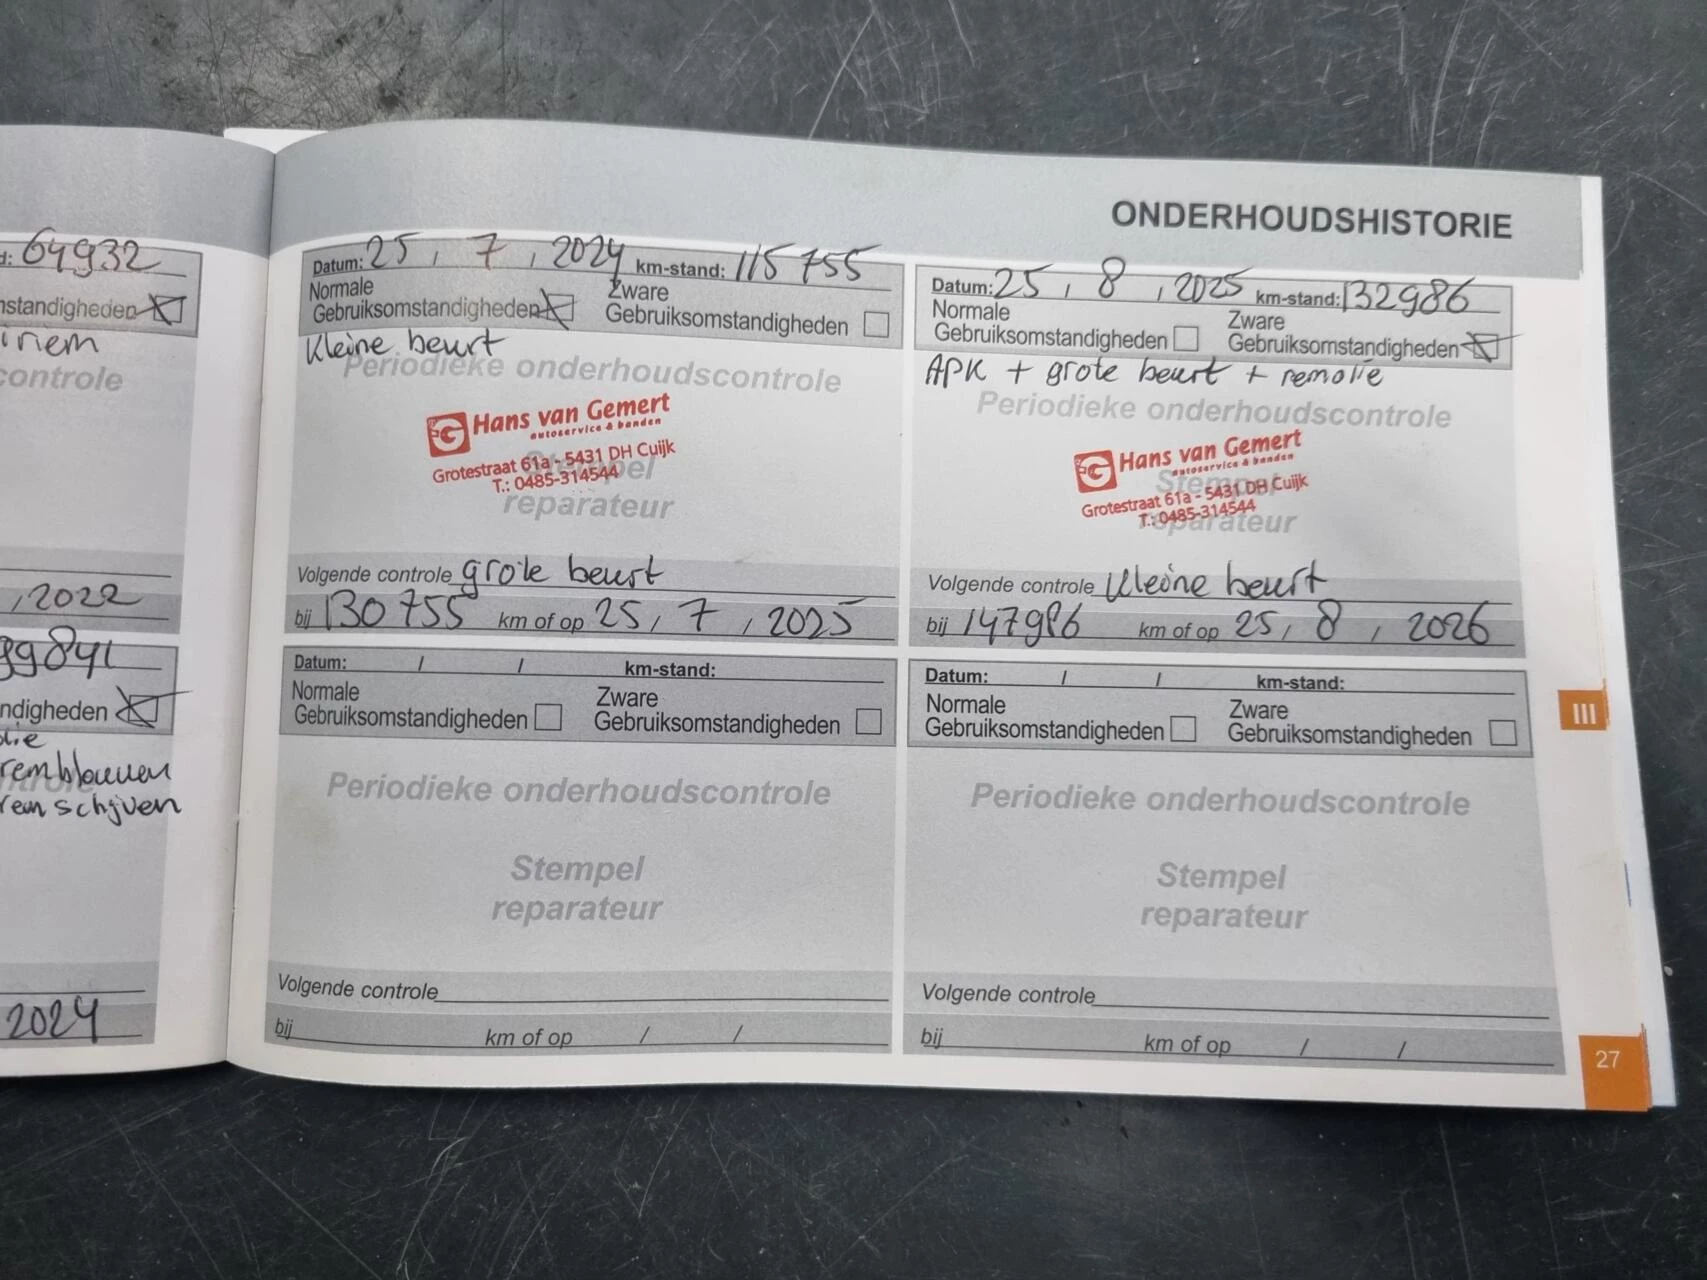 ONDERHOUDSHISTORIE
d: 64932
nstandigheden
iriem
controle
, 2022
99841
ndigheden
olie
remblouwen
remschijven
2024
Datum: 25 , 7 , 2024 km-stand: 115755
Normale Zware
Gebruiksomstandigheden Gebruiksomstandigheden
Kleine beurt
Periodieke onderhoudscontrole
Hans van Gemert
autoservice & banden
Grotestraat 61a - 5431 DH Cuijk
T.: 0485-314544
Stempel
reparateur
Volgende controle grote beurt
bij 130755 km of op 25, 7 , 2025
Datum: 25 , 8 , 2025 km-stand: 132986
Normale Zware
Gebruiksomstandigheden Gebruiksomstandigheden
APK + grote beurt + remolie
Periodieke onderhoudscontrole
Hans van Gemert
autoservice & banden
Grotestraat 61a - 5431 DH Cuijk
T.: 0485-314544
Stempel
reparateur
Volgende controle Kleine beurt
bij 147986 km of op 25, 8 , 2026
Datum: / / km-stand:
Normale Zware
Gebruiksomstandigheden Gebruiksomstandigheden
Periodieke onderhoudscontrole
Stempel
reparateur
Volgende controle
bij km of op / /
Datum: / / km-stand:
Normale Zware
Gebruiksomstandigheden Gebruiksomstandigheden
Periodieke onderhoudscontrole
Stempel
reparateur
Volgende controle
bij km of op / /
III
27